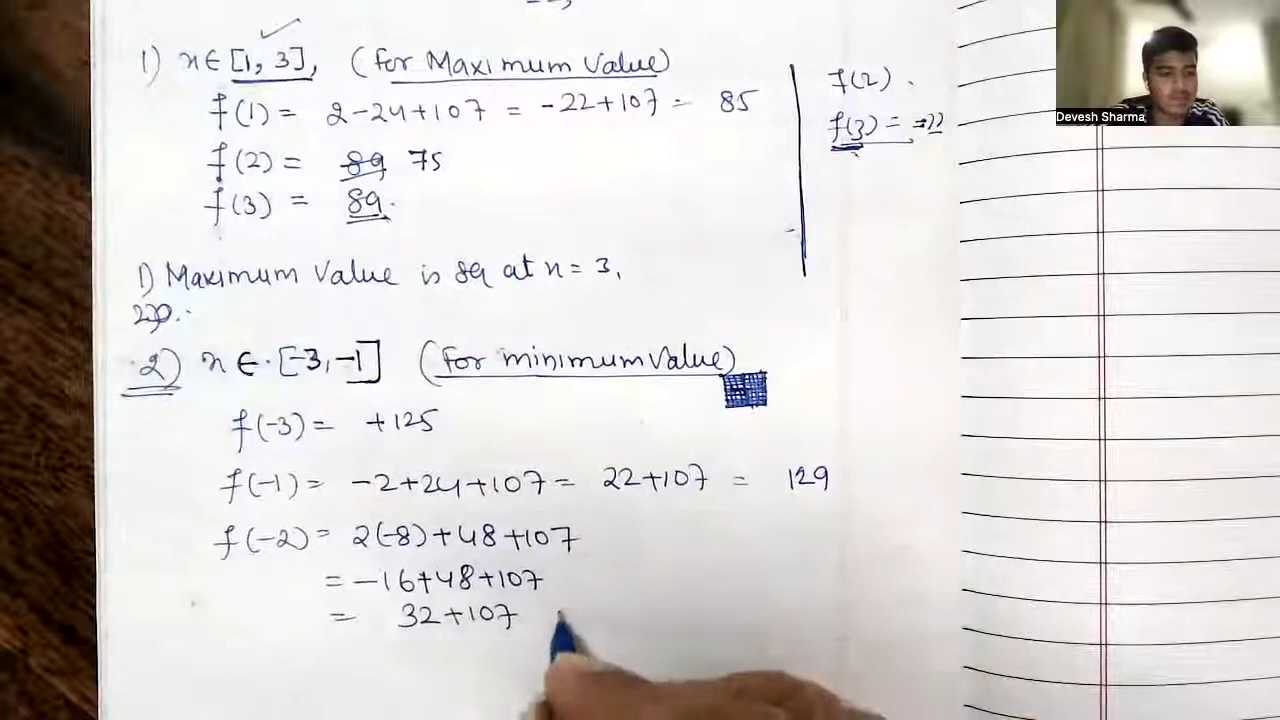 1) x ∈ [1, 3], (for Maximum Value)
f(1) = 2-24+107 = -22+107 = 85
f(2) = 89 75
f(3) = 89.
1) Maximum Value is 89 at x = 3,
2) x ∈ [-3, -1] (for minimum value)
f(-3) = +125
f(-1) = -2+24+107 = 22+107 = 129
f(-2) = 2(-8)+48+107
= -16+48+107
= 32+107
f(2).
f(3) =
Devesh Sharma